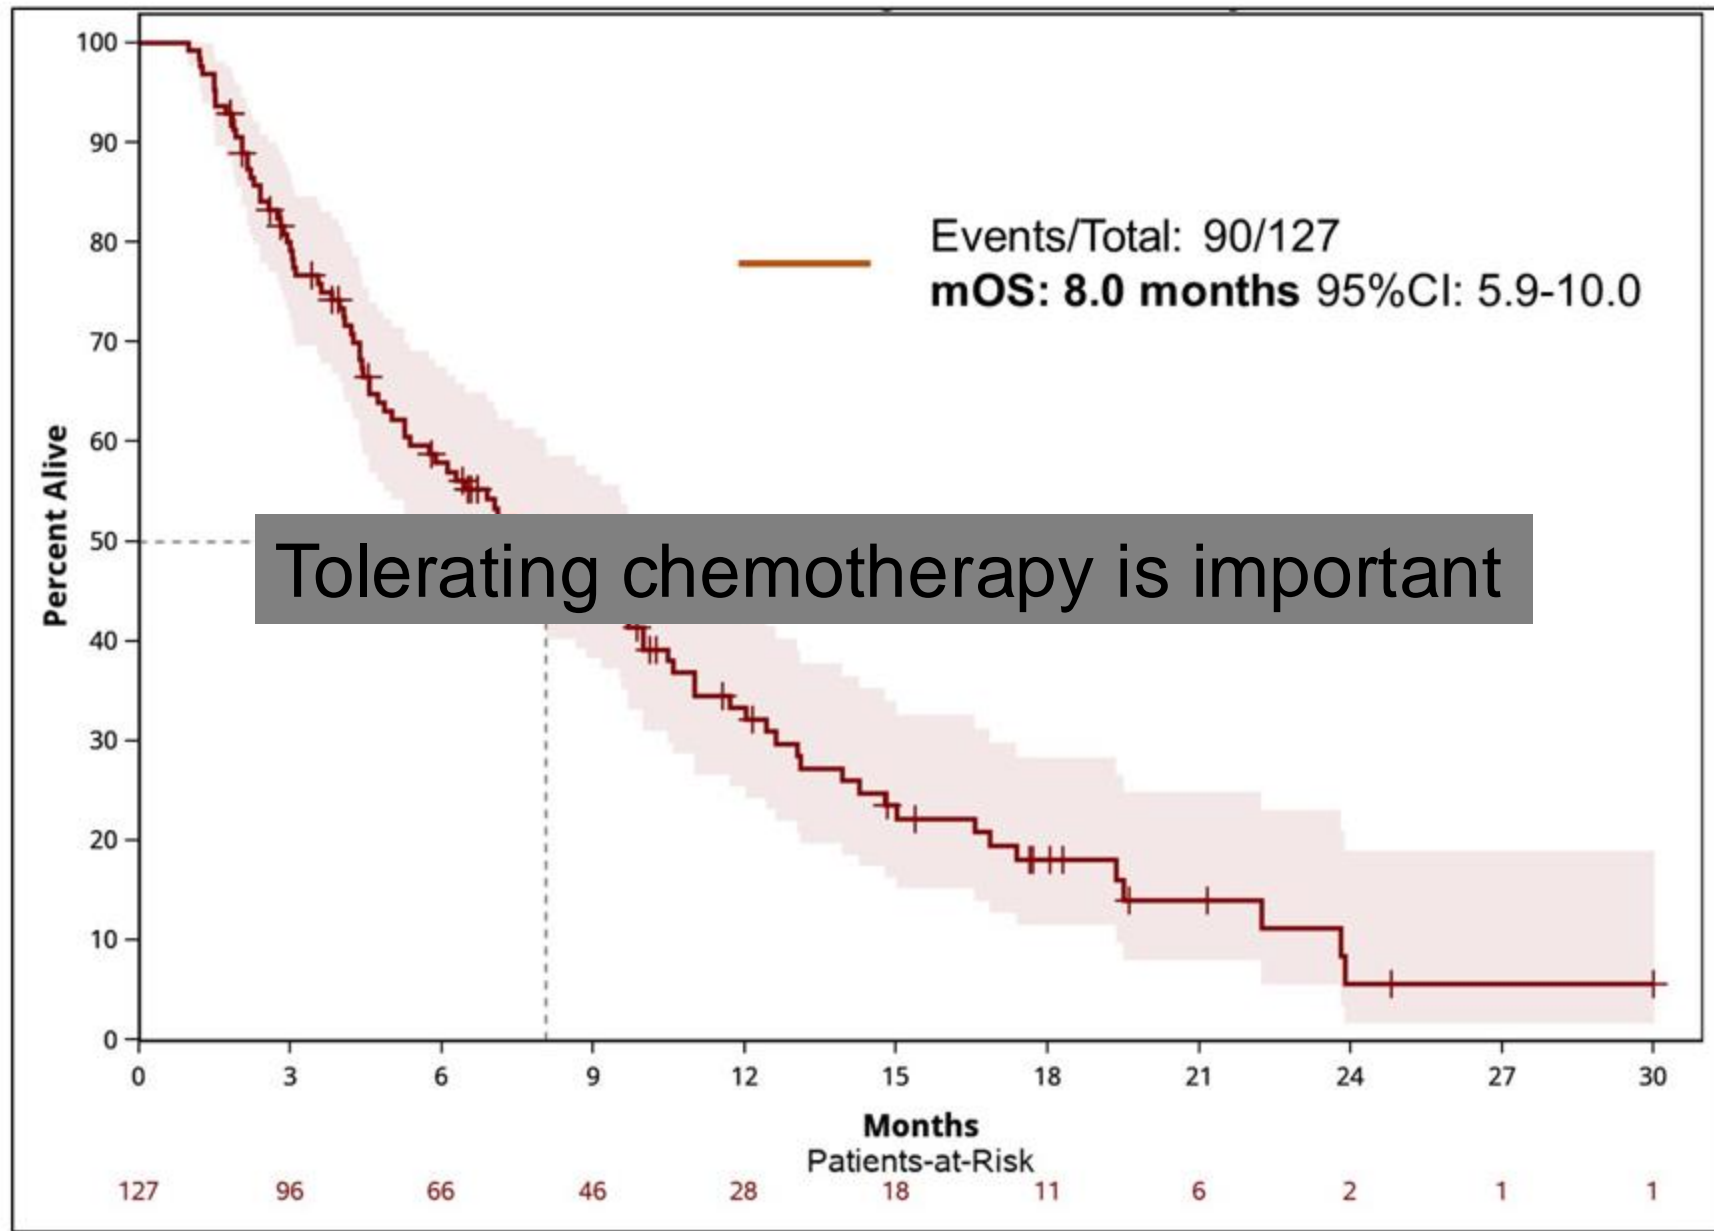 100
90
80
70
60
50
40
30
20
10
0
Percent Alive
Events/Total: 90/127
mOS: 8.0 months 95%CI: 5.9-10.0
Tolerating chemotherapy is important
0 3 6 9 12 15 18 21 24 27 30
Months
Patients-at-Risk
127 96 66 46 28 18 11 6 2 1 1